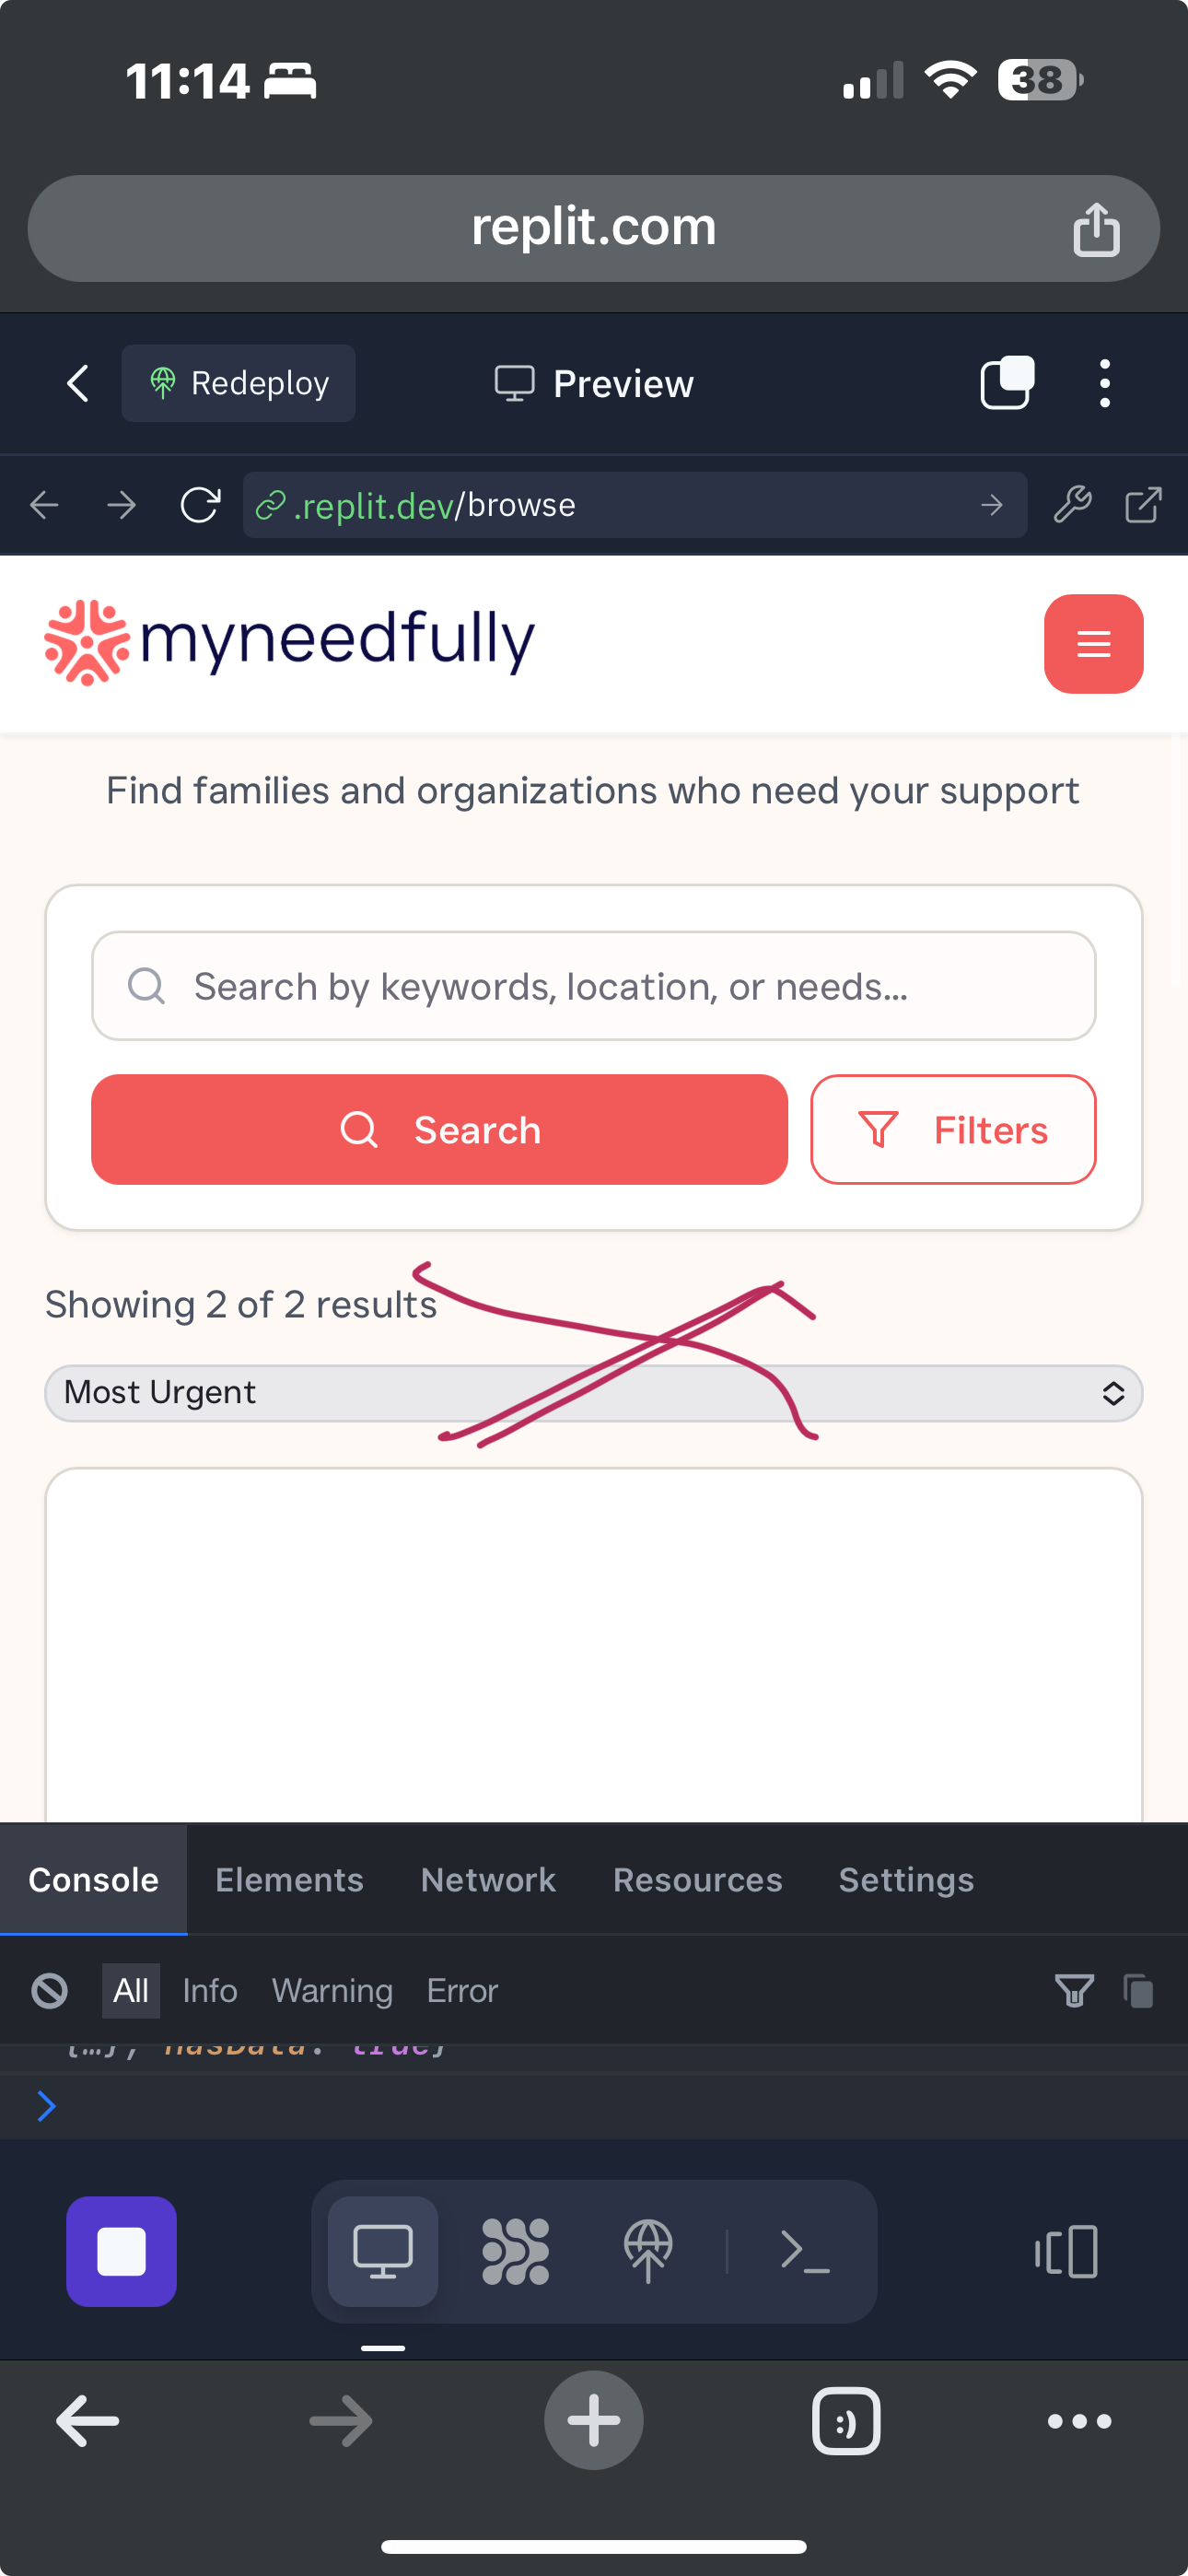 11:14
38
replit.com
Redeploy
Preview
.replit.dev/browse
myneedfully
Find families and organizations who need your support
Search by keywords, location, or needs...
Search
Filters
Showing 2 of 2 results
Most Urgent
Console Elements Network Resources Settings
All Info Warning Error
{…}, hasData: true}
:)